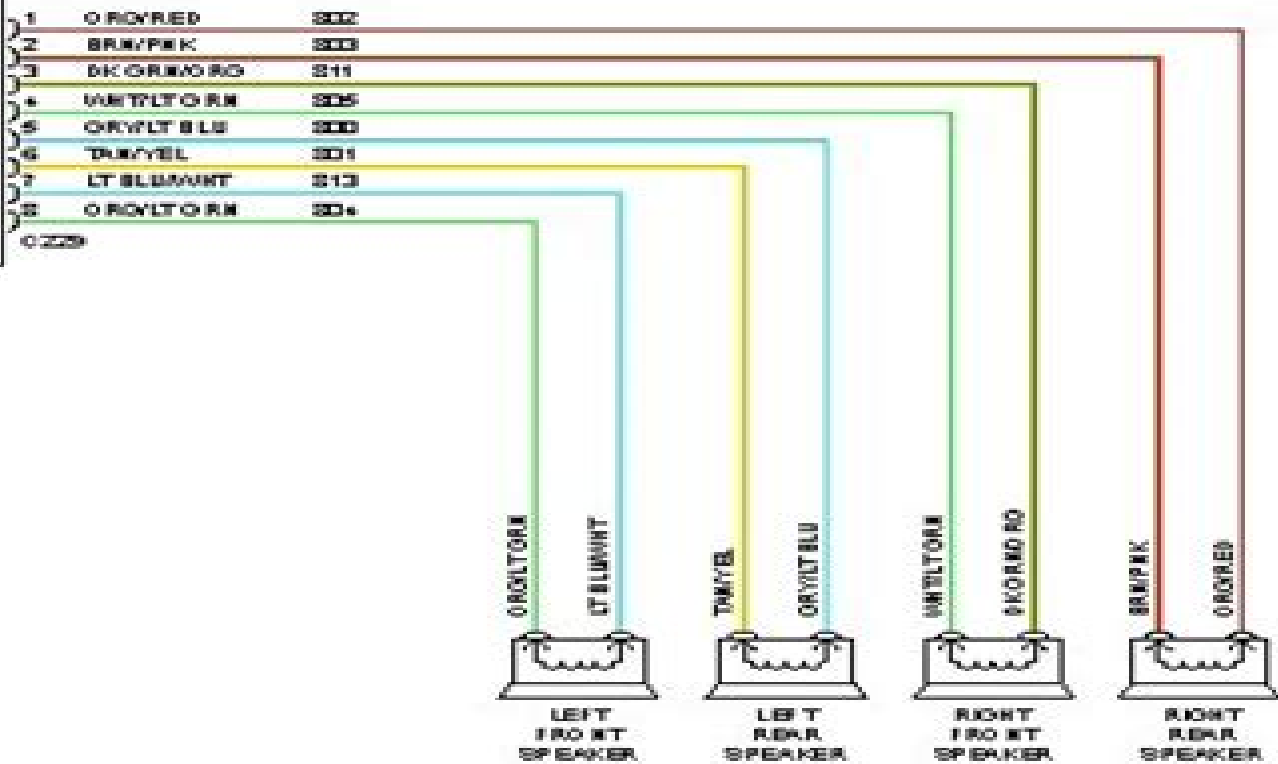 1 ORG/RED 802
2 BRN/PNK 803
3 DK GRN/ORG 811
4 WHT/LT GRN 805
5 GRY/LT BLU 800
6 TAN/YEL 801
7 LT BLU/WHT 813
8 ORG/LT GRN 804
ORG/LT GRN
LT BLU/WHT
TAN/YEL
GRY/LT BLU
WHT/LT GRN
DK GRN/ORG
BRN/PNK
ORG/RED
LEFT
FRONT
SPEAKER
LEFT
REAR
SPEAKER
RIGHT
FRONT
SPEAKER
RIGHT
REAR
SPEAKER